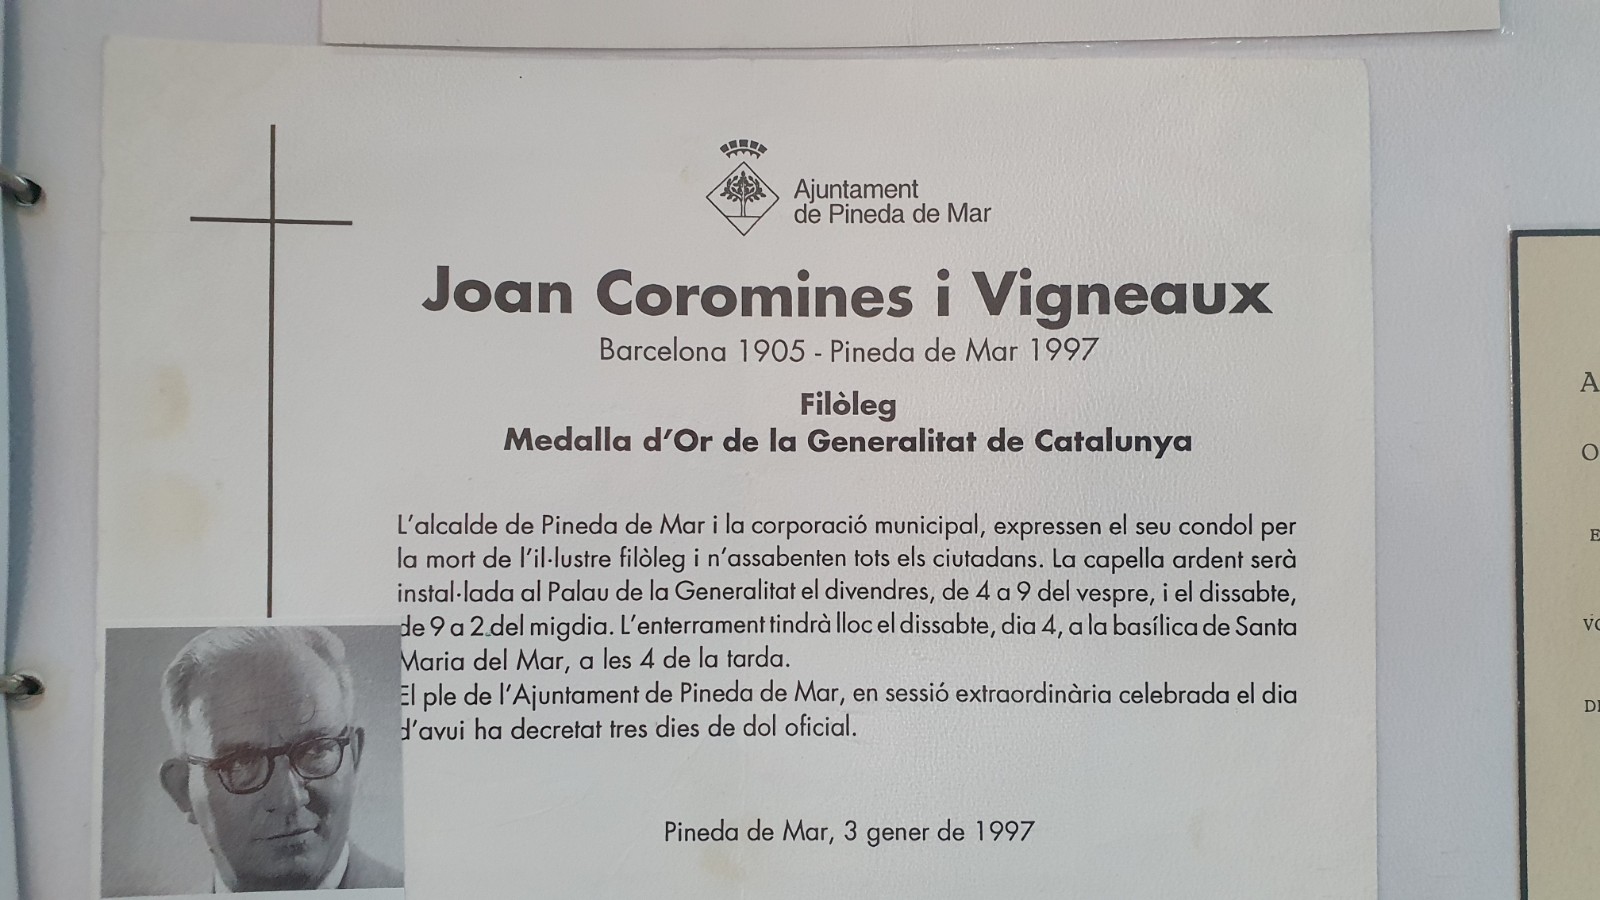 Ajuntament
de Pineda de Mar
Joan Coromines i Vigneaux
Barcelona 1905 - Pineda de Mar 1997
Filòleg
Medalla d'Or de la Generalitat de Catalunya
L'alcalde de Pineda de Mar i la corporació municipal, expressen el seu condol per
la mort de l'il·lustre filòleg i n'assabenten tots els ciutadans. La capella ardent serà
instal·lada al Palau de la Generalitat el divendres, de 4 a 9 del vespre, i el dissabte,
de 9 a 2 del migdia. L'enterrament tindrà lloc el dissabte, dia 4, a la basílica de Santa
Maria del Mar, a les 4 de la tarda.
El ple de l'Ajuntament de Pineda de Mar, en sessió extraordinària celebrada el dia
d'avui ha decretat tres dies de dol oficial.
Pineda de Mar, 3 gener de 1997